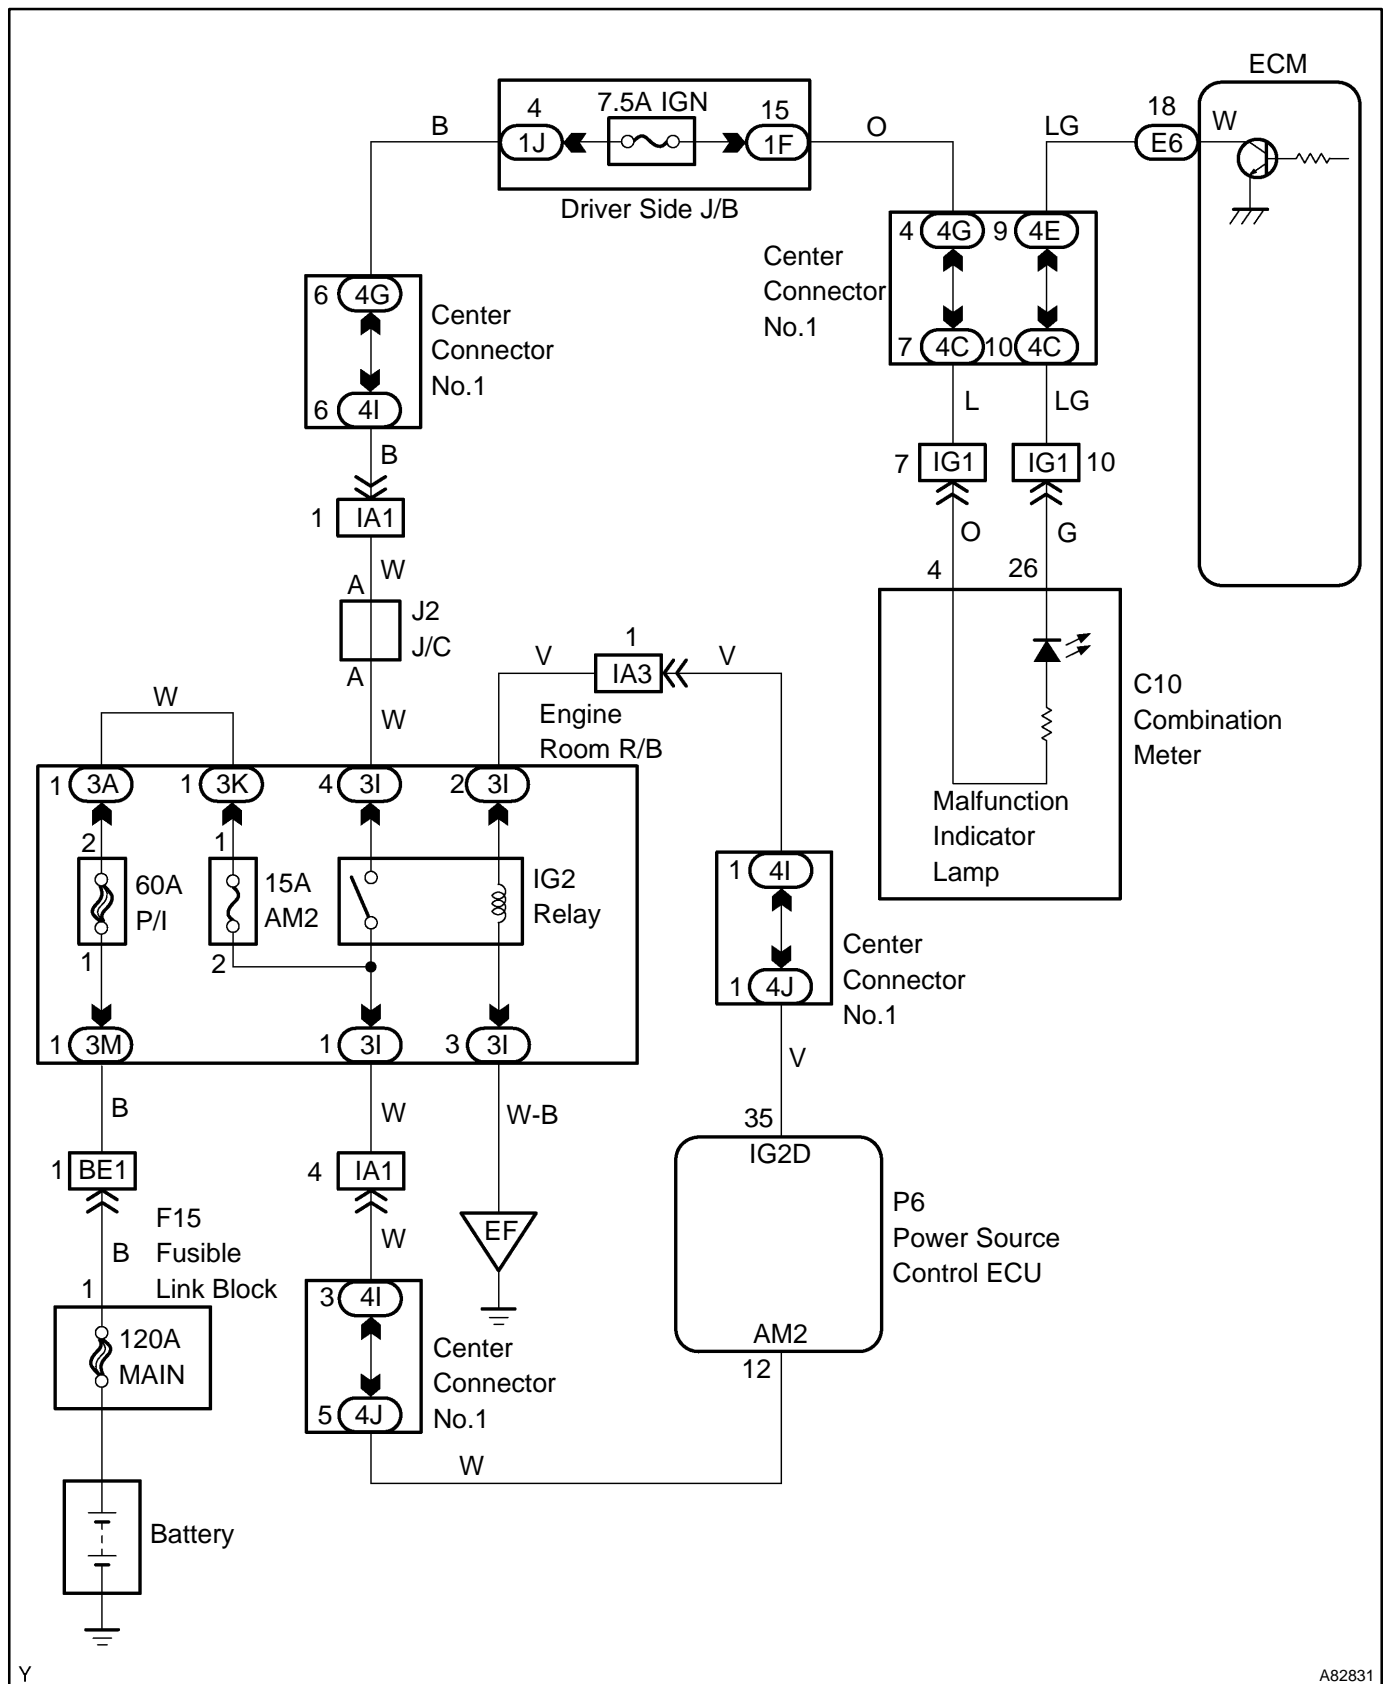 ECM
4
7.5A IGN
15
18
B
1J
1F
O
LG
E6
W
Driver Side J/B
4
4G
9
4E
Center
Connector
No.1
6
4G
Center
Connector
No.1
7
4C
10
4C
6
4I
L
LG
B
7
IG1
IG1
10
1
IA1
O
G
W
4
26
A
J2
J/C
1
V
IA3
V
A
C10
Combination
Meter
W
W
Engine
Room R/B
1
3A
1
3K
4
3I
2
3I
Malfunction
Indicator
Lamp
2
1
60A
P/I
15A
AM2
IG2
Relay
1
4I
1
2
Center
Connector
No.1
1
4J
1
3M
1
3I
3
3I
V
B
W
W-B
35
IG2D
1
BE1
4
IA1
P6
Power Source
Control ECU
F15
Fusible
Link Block
EF
B
W
1
3
4I
120A
MAIN
AM2
12
Center
Connector
No.1
5
4J
W
Battery
Y
A82831